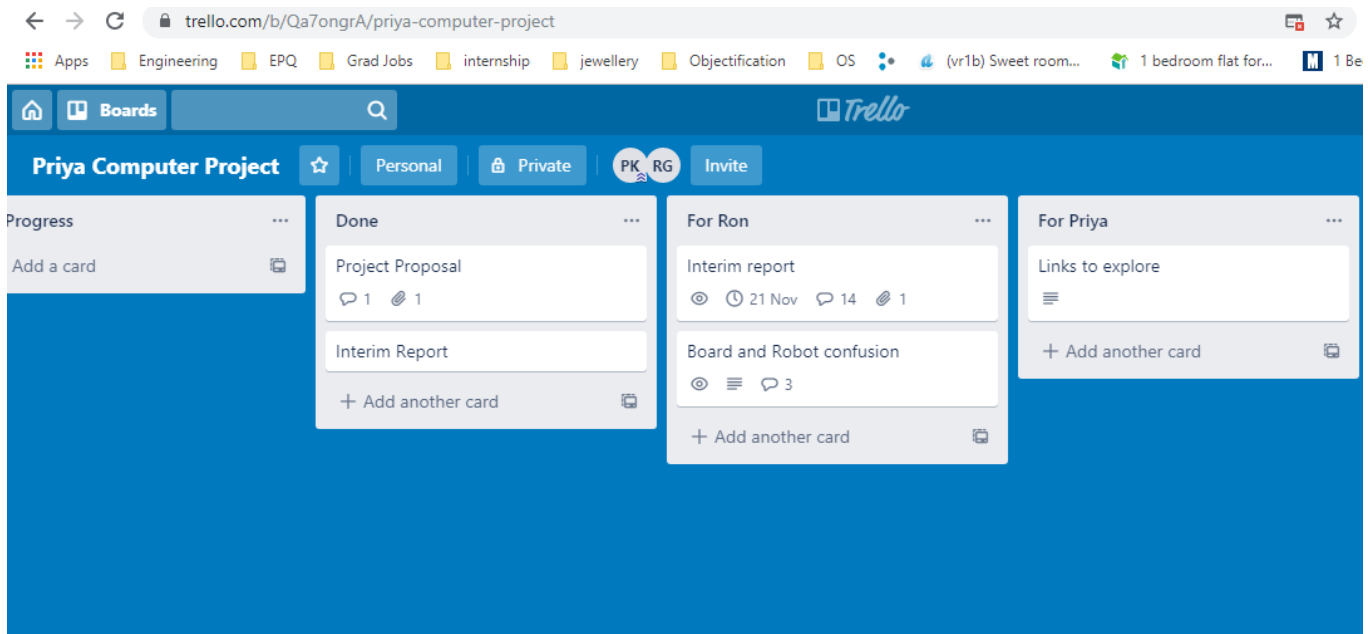 trello.com/b/Qa7ongrA/priya-computer-project
Apps Engineering EPQ Grad Jobs internship jewellery Objectification OS (vr1b) Sweet room... 1 bedroom flat for... 1 Be
Boards Trello
Priya Computer Project Personal Private PK RG Invite
Progress Done For Ron For Priya
Add a card Project Proposal Interim report Links to explore
1 1 21 Nov 14 1
Interim Report Board and Robot confusion + Add another card
3
+ Add another card
+ Add another card